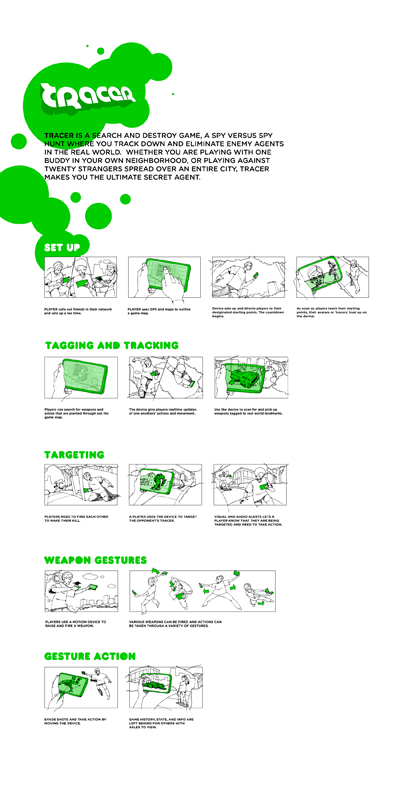 TRACER
TRACER IS A SEARCH AND DESTROY GAME, A SPY VERSUS SPY
HUNT WHERE YOU TRACK DOWN AND ELIMINATE ENEMY AGENTS
IN THE REAL WORLD. WHETHER YOU ARE PLAYING WITH ONE
BUDDY IN YOUR OWN NEIGHBORHOOD, OR PLAYING AGAINST
TWENTY STRANGERS SPREAD OVER AN ENTIRE CITY, TRACER
MAKES YOU THE ULTIMATE SECRET AGENT.
SET UP
PLAYER calls out friends in their network
and sets up a tee time.
PLAYER uses GPS and maps to outline
a game map.
Device sets up and directs players to their
designated starting points. The countdown
begins.
As soon as players reach their starting
points, their avatars or 'tracers' load up on
the device.
TAGGING AND TRACKING
Players can search for weapons and
extras that are planted through out the
game map.
The device give players realtime updates
of one anothers' actions and movement.
Use the device to scan for and pick up
weapons tagged to real world landmarks.
TARGETING
PLAYERS NEED TO FIND EACH OTHER
TO MAKE THEIR KILL
A PLAYER USES THE DEVICE TO TARGET
THE OPPONENT'S TRACER.
VISUAL AND AUDIO ALERTS LET'S A
PLAYER KNOW THAT THEY ARE BEING
TARGETED AND NEED TO TAKE ACTION.
WEAPON GESTURES
PLAYERS USE A MOTION DEVICE TO
RAISE AND FIRE A WEAPON.
VARIOUS WEAPONS CAN BE FIRED AND ACTIONS CAN
BE TAKEN THROUGH A VARIETY OF GESTURES.
GESTURE ACTION
EVADE SHOTS AND TAKE ACTION BY
MOVING THE DEVICE.
GAME HISTORY, STATS, AND INFO ARE
LEFT BEHIND FOR OTHERS WITH
AXLES TO VIEW.